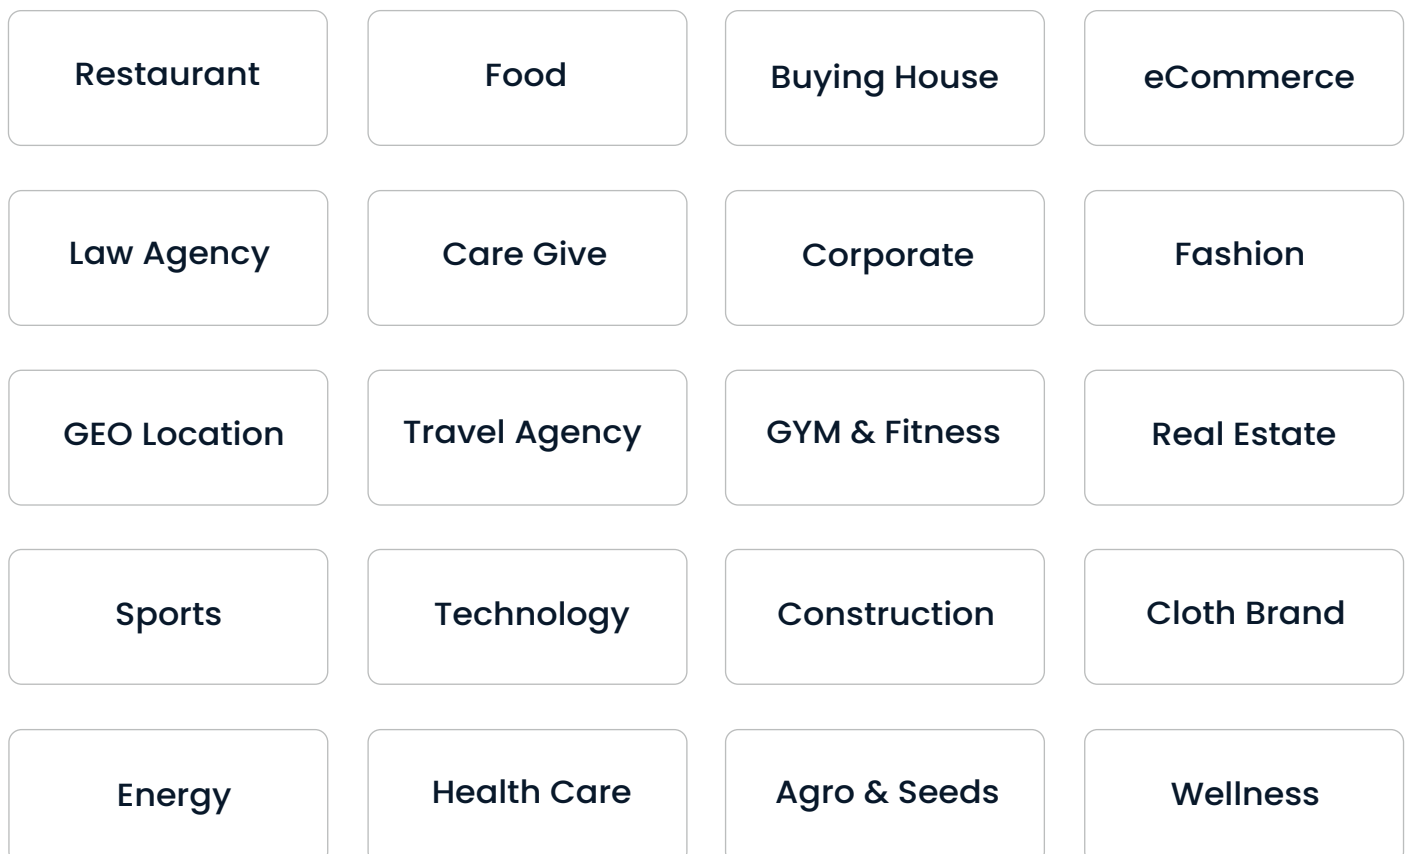 Restaurant
Food
Buying House
eCommerce
Law Agency
Care Give
Corporate
Fashion
GEO Location
Travel Agency
GYM & Fitness
Real Estate
Sports
Technology
Construction
Cloth Brand
Energy
Health Care
Agro & Seeds
Wellness